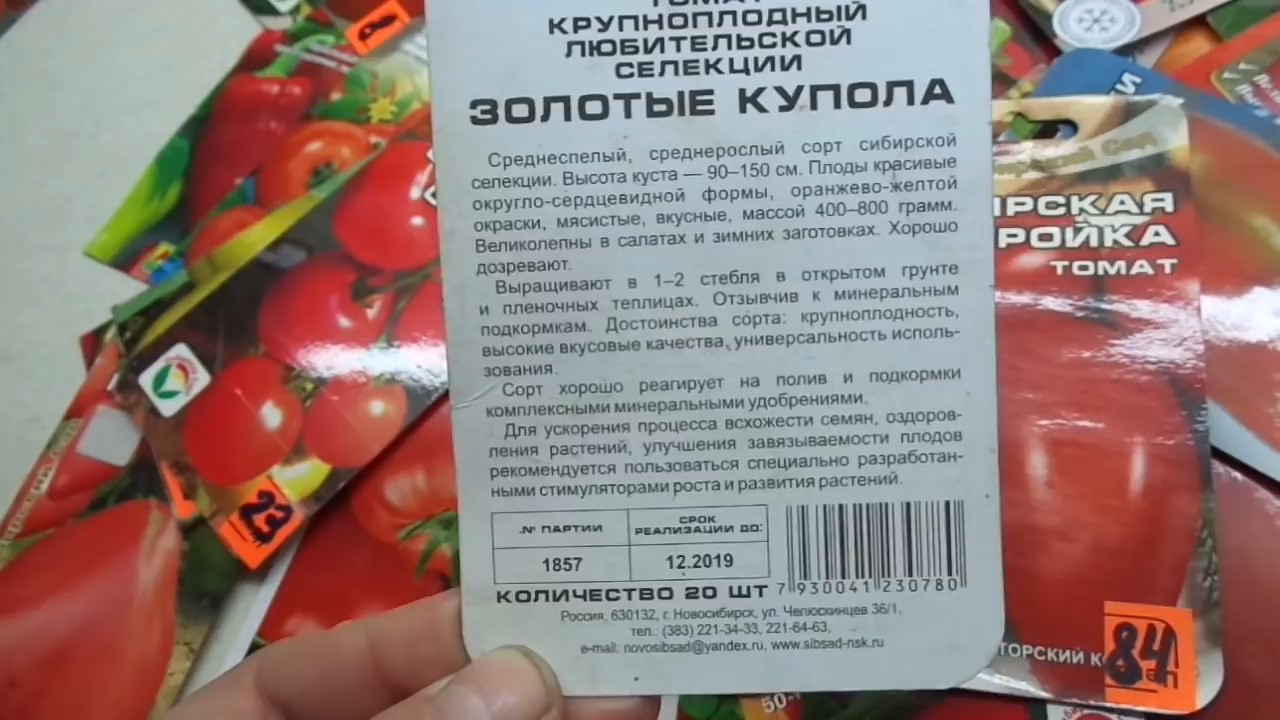 ТОМАТ
КРУПНОПЛОДНЫЙ
ЛЮБИТЕЛЬСКОЙ
СЕЛЕКЦИИ
ЗОЛОТЫЕ КУПОЛА
Среднеспелый, среднерослый сорт сибирской
селекции. Высота куста — 90–150 см. Плоды красивые
округло-сердцевидной формы, оранжево-желтой
окраски, мясистые, вкусные, массой 400–800 грамм.
Великолепны в салатах и зимних заготовках. Хорошо
дозревают.
Выращивают в 1–2 стебля в открытом грунте
и пленочных теплицах. Отзывчив к минеральным
подкормкам. Достоинства сорта: крупноплодность,
высокие вкусовые качества, универсальность исполь-
зования.
Сорт хорошо реагирует на полив и подкормки
комплексными минеральными удобрениями.
Для ускорения процесса всхожести семян, оздоров-
ления растений, улучшения завязываемости плодов
рекомендуется пользоваться специально разработан-
ными стимуляторами роста и развития растений.
№ ПАРТИИ
СРОК
РЕАЛИЗАЦИИ ДО:
1857
12.2019
7 930041 230780
КОЛИЧЕСТВО 20 ШТ
Россия, 630132, г. Новосибирск, ул. Челюскинцев 36/1,
тел.: (383) 221-34-33, 221-64-63,
e-mail: novosibsad@yandex.ru, www.sibsad-nsk.ru
ИРСКАЯ
РОЙКА
ТОМАТ
84
23